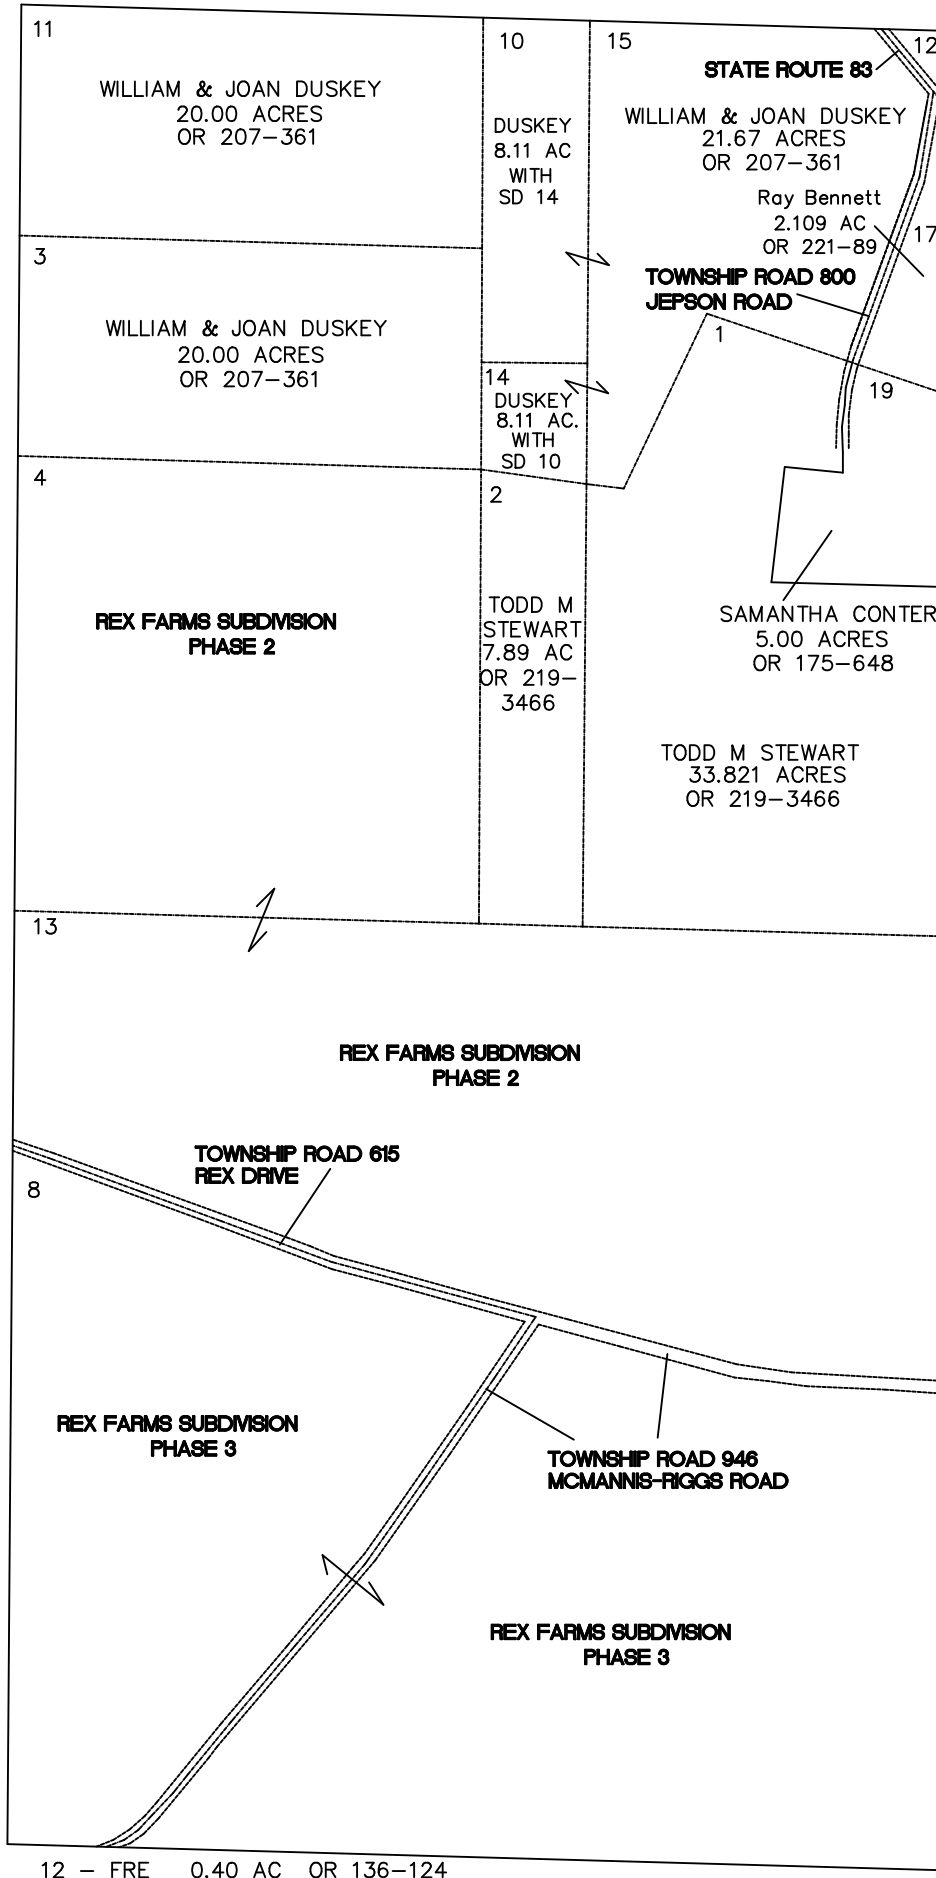 11
10
15
12
STATE ROUTE 83
WILLIAM & JOAN DUSKEY
20.00 ACRES
OR 207-361
DUSKEY
8.11 AC
WITH
SD 14
WILLIAM & JOAN DUSKEY
21.67 ACRES
OR 207-361
Ray Bennett
2.109 AC
OR 221-89
17
3
TOWNSHIP ROAD 800
JEPSON ROAD
WILLIAM & JOAN DUSKEY
20.00 ACRES
OR 207-361
1
14
DUSKEY
8.11 AC.
WITH
SD 10
19
4
2
REX FARMS SUBDIVISION
PHASE 2
TODD M
STEWART
7.89 AC
OR 219-
3466
SAMANTHA CONTER
5.00 ACRES
OR 175-648
TODD M STEWART
33.821 ACRES
OR 219-3466
13
REX FARMS SUBDIVISION
PHASE 2
TOWNSHIP ROAD 615
REX DRIVE
8
REX FARMS SUBDIVISION
PHASE 3
TOWNSHIP ROAD 946
MCMANNIS-RIGGS ROAD
REX FARMS SUBDIVISION
PHASE 3
12 - FRE 0.40 AC OR 136-124